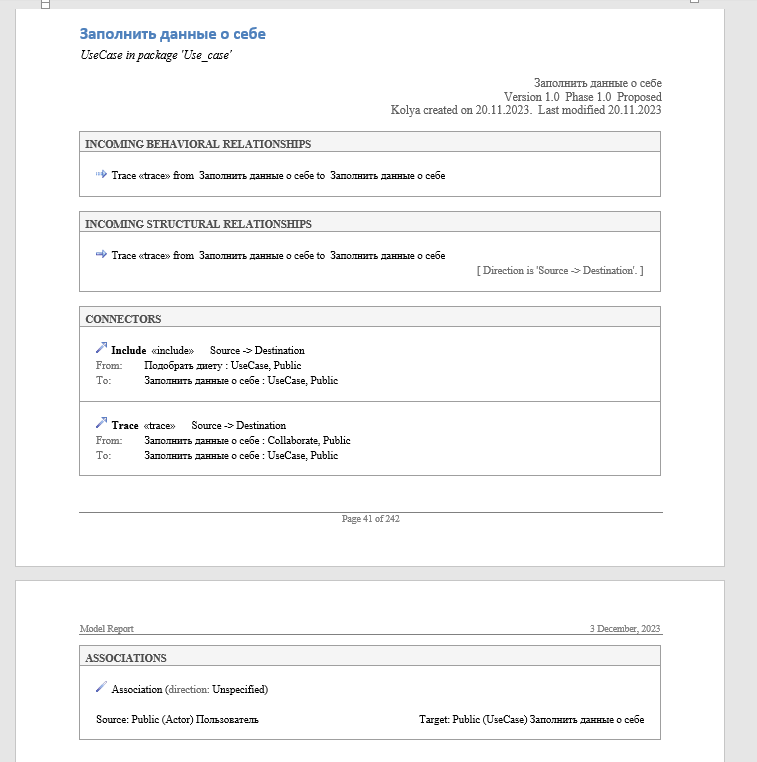 Заполнить данные о себе
UseCase in package 'Use_case'
Заполнить данные о себе
Version 1.0 Phase 1.0 Proposed
Kolya created on 20.11.2023. Last modified 20.11.2023
INCOMING BEHAVIORAL RELATIONSHIPS
Trace «trace» from Заполнить данные о себе to Заполнить данные о себе
INCOMING STRUCTURAL RELATIONSHIPS
Trace «trace» from Заполнить данные о себе to Заполнить данные о себе
[ Direction is 'Source -> Destination'. ]
CONNECTORS
Include «include» Source -> Destination
From: Подобрать диету : UseCase, Public
To: Заполнить данные о себе : UseCase, Public
Trace «trace» Source -> Destination
From: Заполнить данные о себе : Collaborate, Public
To: Заполнить данные о себе : UseCase, Public
Page 41 of 242
Model Report 3 December, 2023
ASSOCIATIONS
Association (direction: Unspecified)
Source: Public (Actor) Пользователь Target: Public (UseCase) Заполнить данные о себе